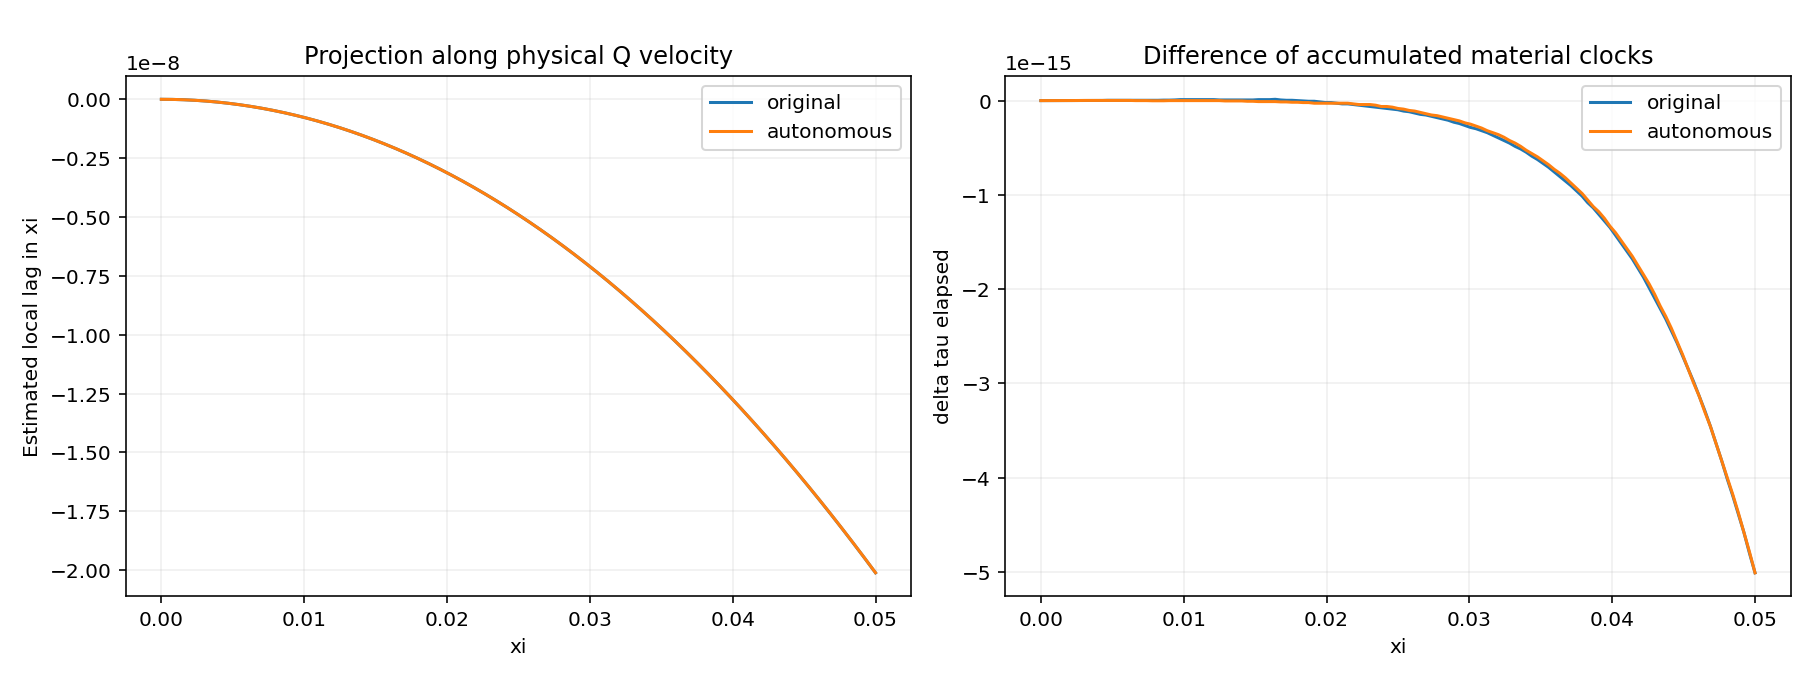 Projection along physical Q velocity
1e−8
0.00
−0.25
−0.50
−0.75
−1.00
−1.25
−1.50
−1.75
−2.00
Estimated local lag in xi
original
autonomous
0.00 0.01 0.02 0.03 0.04 0.05
xi
Difference of accumulated material clocks
1e−15
0
−1
−2
−3
−4
−5
delta tau elapsed
original
autonomous
0.00 0.01 0.02 0.03 0.04 0.05
xi